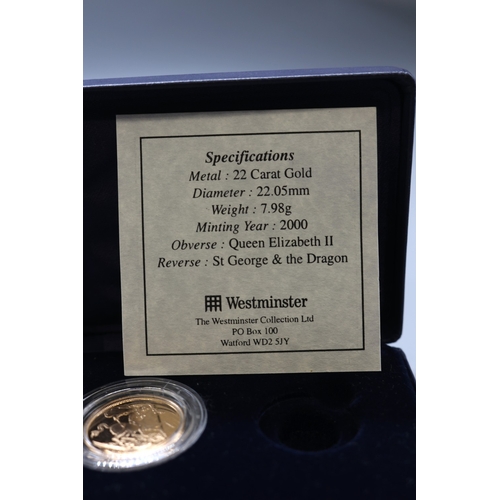 Specifications
Metal : 22 Carat Gold
Diameter : 22.05mm
Weight : 7.98g
Minting Year : 2000
Obverse : Queen Elizabeth II
Reverse : St George & the Dragon
Westminster
The Westminster Collection Ltd
PO Box 100
Watford WD2 5JY